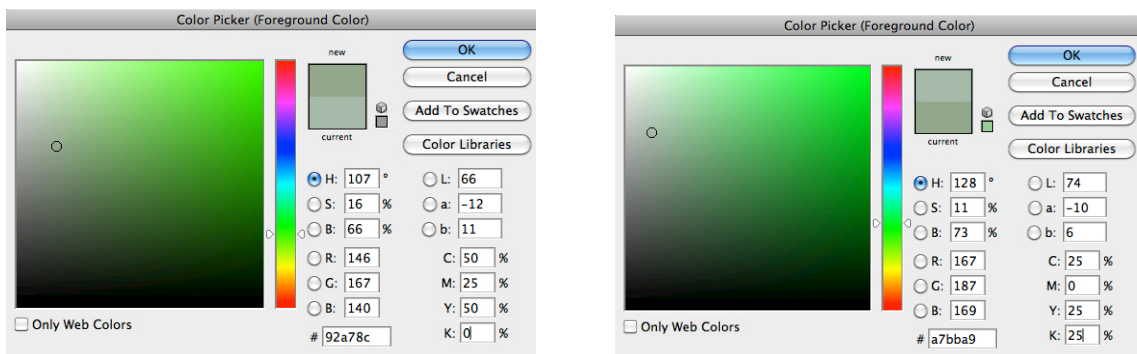 Color Picker (Foreground Color)
new
current
OK
Cancel
Add To Swatches
Color Libraries
H: 107 °
S: 16 %
B: 66 %
R: 146
G: 167
B: 140
# 92a78c
L: 66
a: -12
b: 11
C: 50 %
M: 25 %
Y: 50 %
K: 0 %
Only Web Colors
Color Picker (Foreground Color)
new
current
OK
Cancel
Add To Swatches
Color Libraries
H: 128 °
S: 11 %
B: 73 %
R: 167
G: 187
B: 169
# a7bba9
L: 74
a: -10
b: 6
C: 25 %
M: 0 %
Y: 25 %
K: 25 %
Only Web Colors